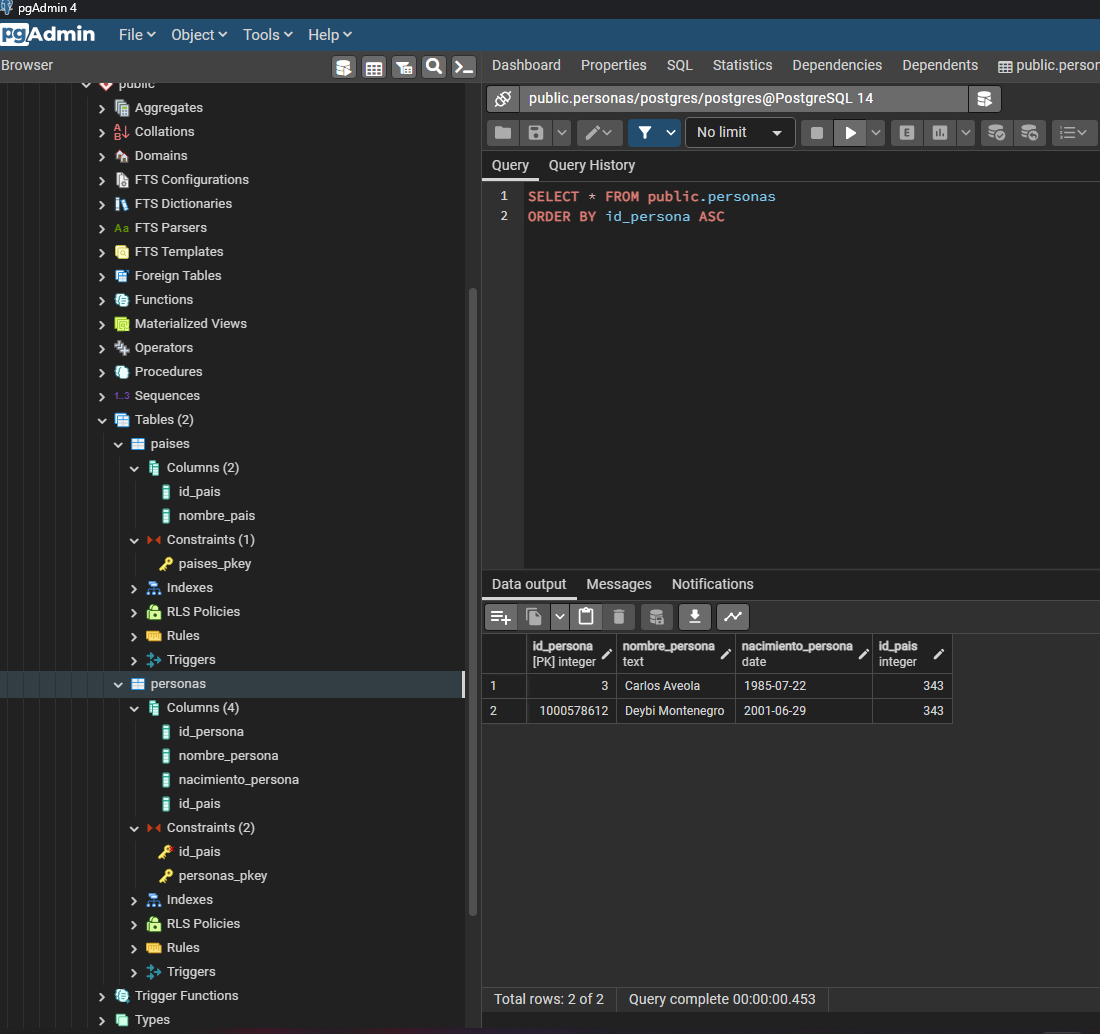 pgAdmin 4
pgAdmin
File
Object
Tools
Help
Browser
Dashboard
Properties
SQL
Statistics
Dependencies
Dependents
public.person
public
Aggregates
Collations
Domains
FTS Configurations
FTS Dictionaries
Aa FTS Parsers
FTS Templates
Foreign Tables
Functions
Materialized Views
Operators
Procedures
1..3 Sequences
Tables (2)
paises
Columns (2)
id_pais
nombre_pais
Constraints (1)
paises_pkey
Indexes
RLS Policies
Rules
Triggers
personas
Columns (4)
id_persona
nombre_persona
nacimiento_persona
id_pais
Constraints (2)
id_pais
personas_pkey
Indexes
RLS Policies
Rules
Triggers
Trigger Functions
Types
public.personas/postgres/postgres@PostgreSQL 14
No limit
E
Query
Query History
1 SELECT * FROM public.personas
2 ORDER BY id_persona ASC
Data output
Messages
Notifications
id_persona
[PK] integer
nombre_persona
text
nacimiento_persona
date
id_pais
integer
1 3 Carlos Aveola 1985-07-22 343
2 1000578612 Deybi Montenegro 2001-06-29 343
Total rows: 2 of 2
Query complete 00:00:00.453